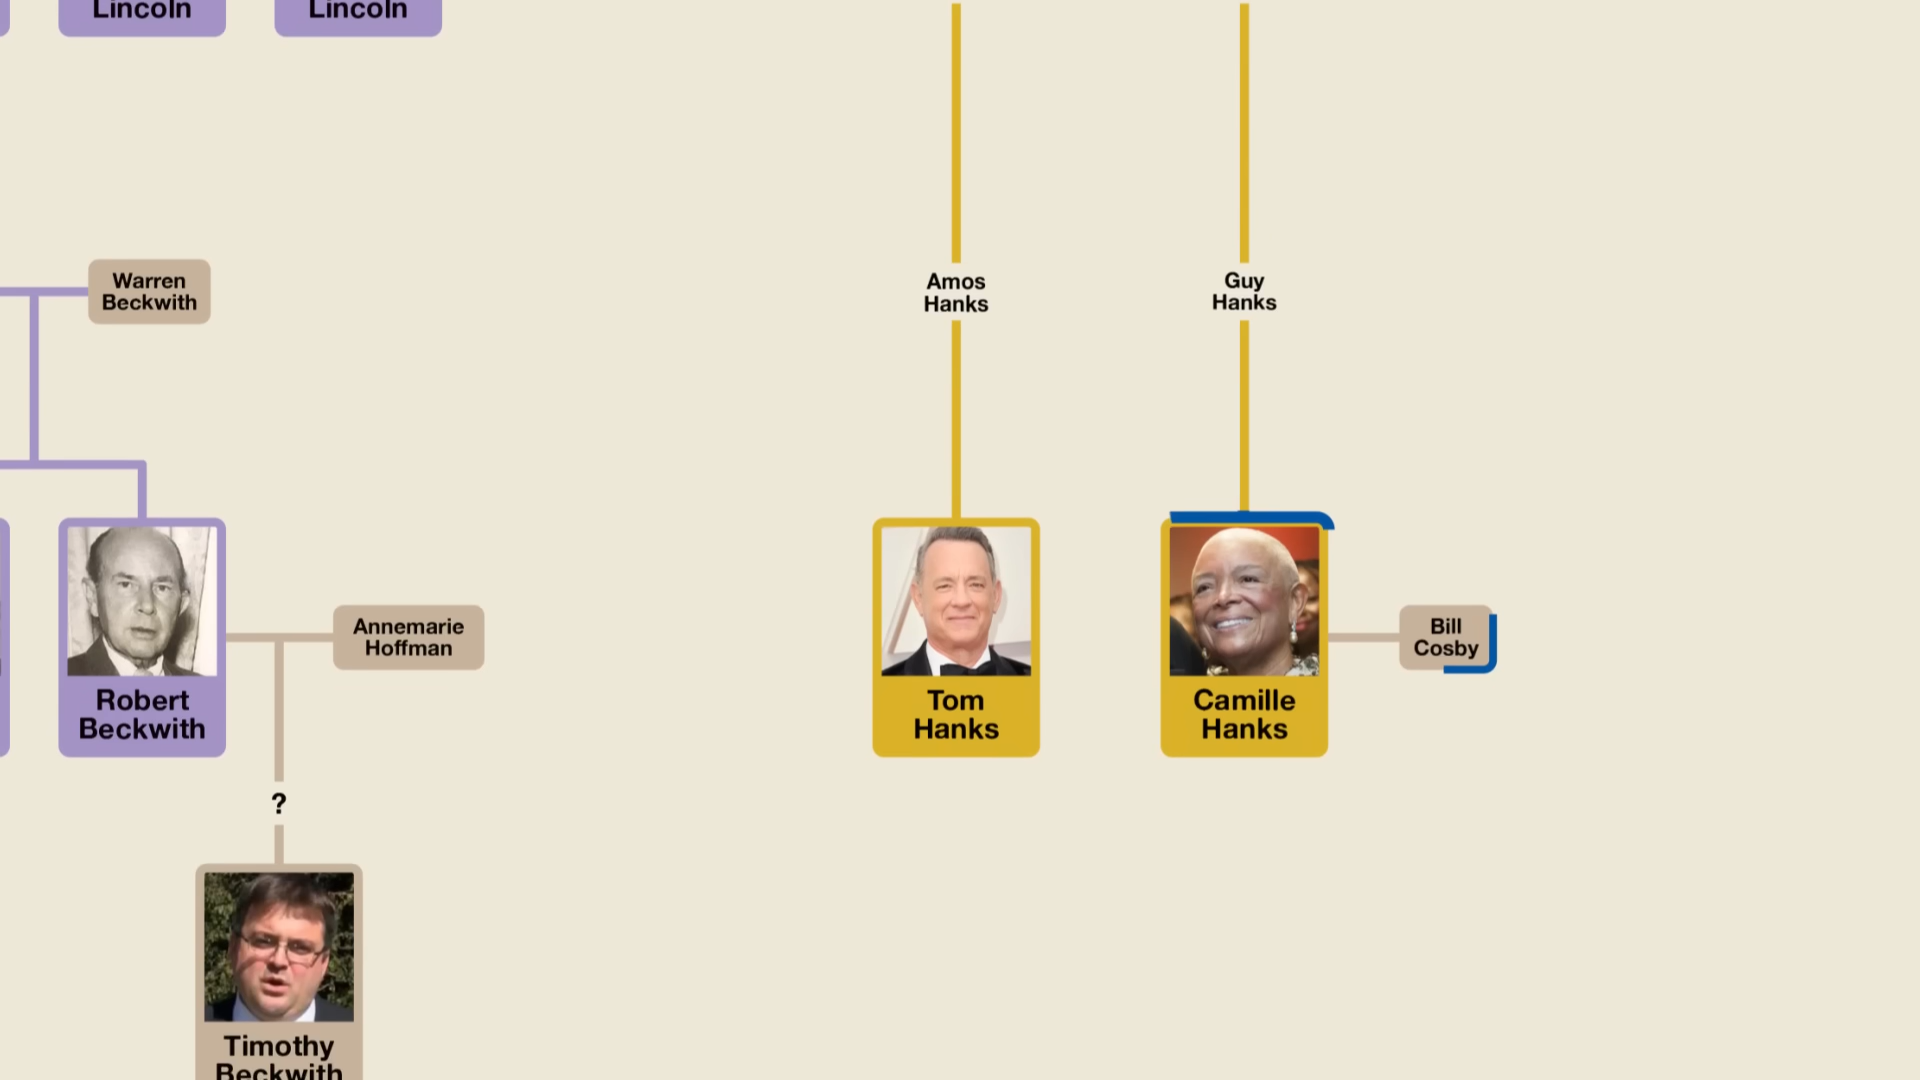 Lincoln
Lincoln
Warren
Beckwith
Amos
Hanks
Guy
Hanks
Robert
Beckwith
Annemarie
Hoffman
Tom
Hanks
Camille
Hanks
Bill
Cosby
?
Timothy
Beckwith